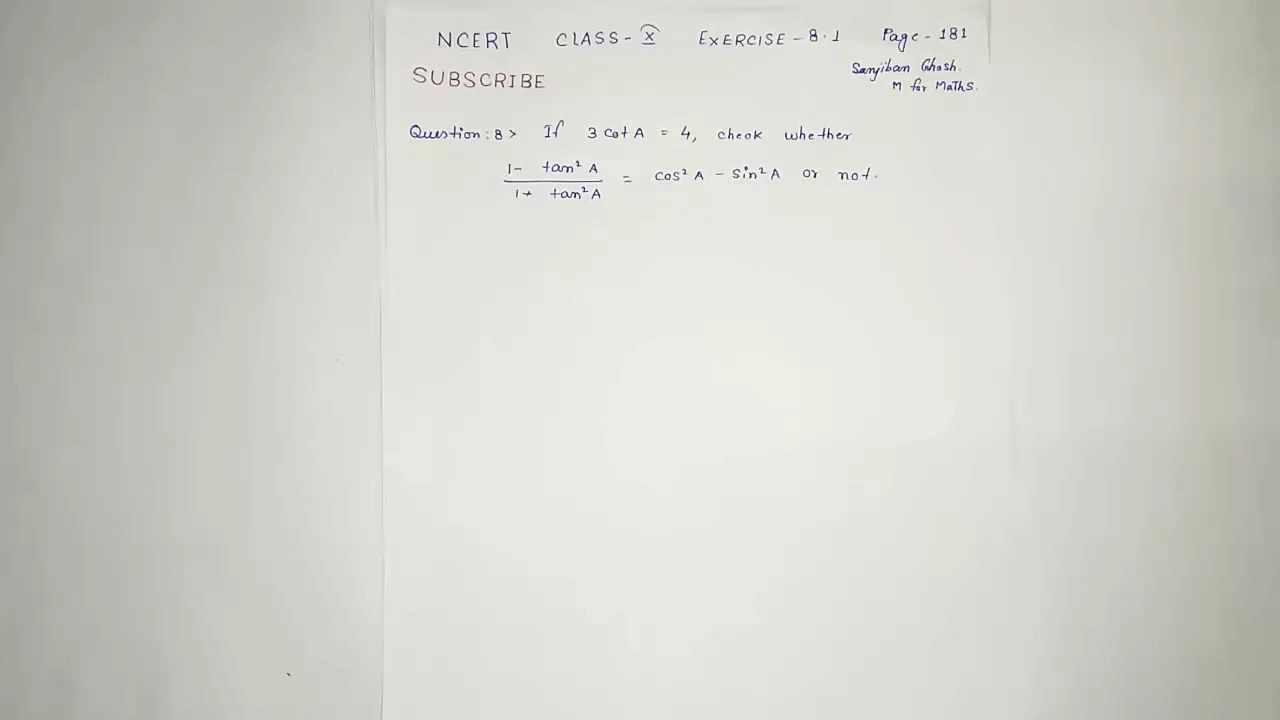 NCERT CLASS-X EXERCISE-8.1 Page-181
Sanjiban Ghosh.
SUBSCRIBE
M for MaThs.
Question:8> If 3 cot A = 4, check whether
1- tan² A
———— = cos² A - sin² A or not.
1+ tan² A